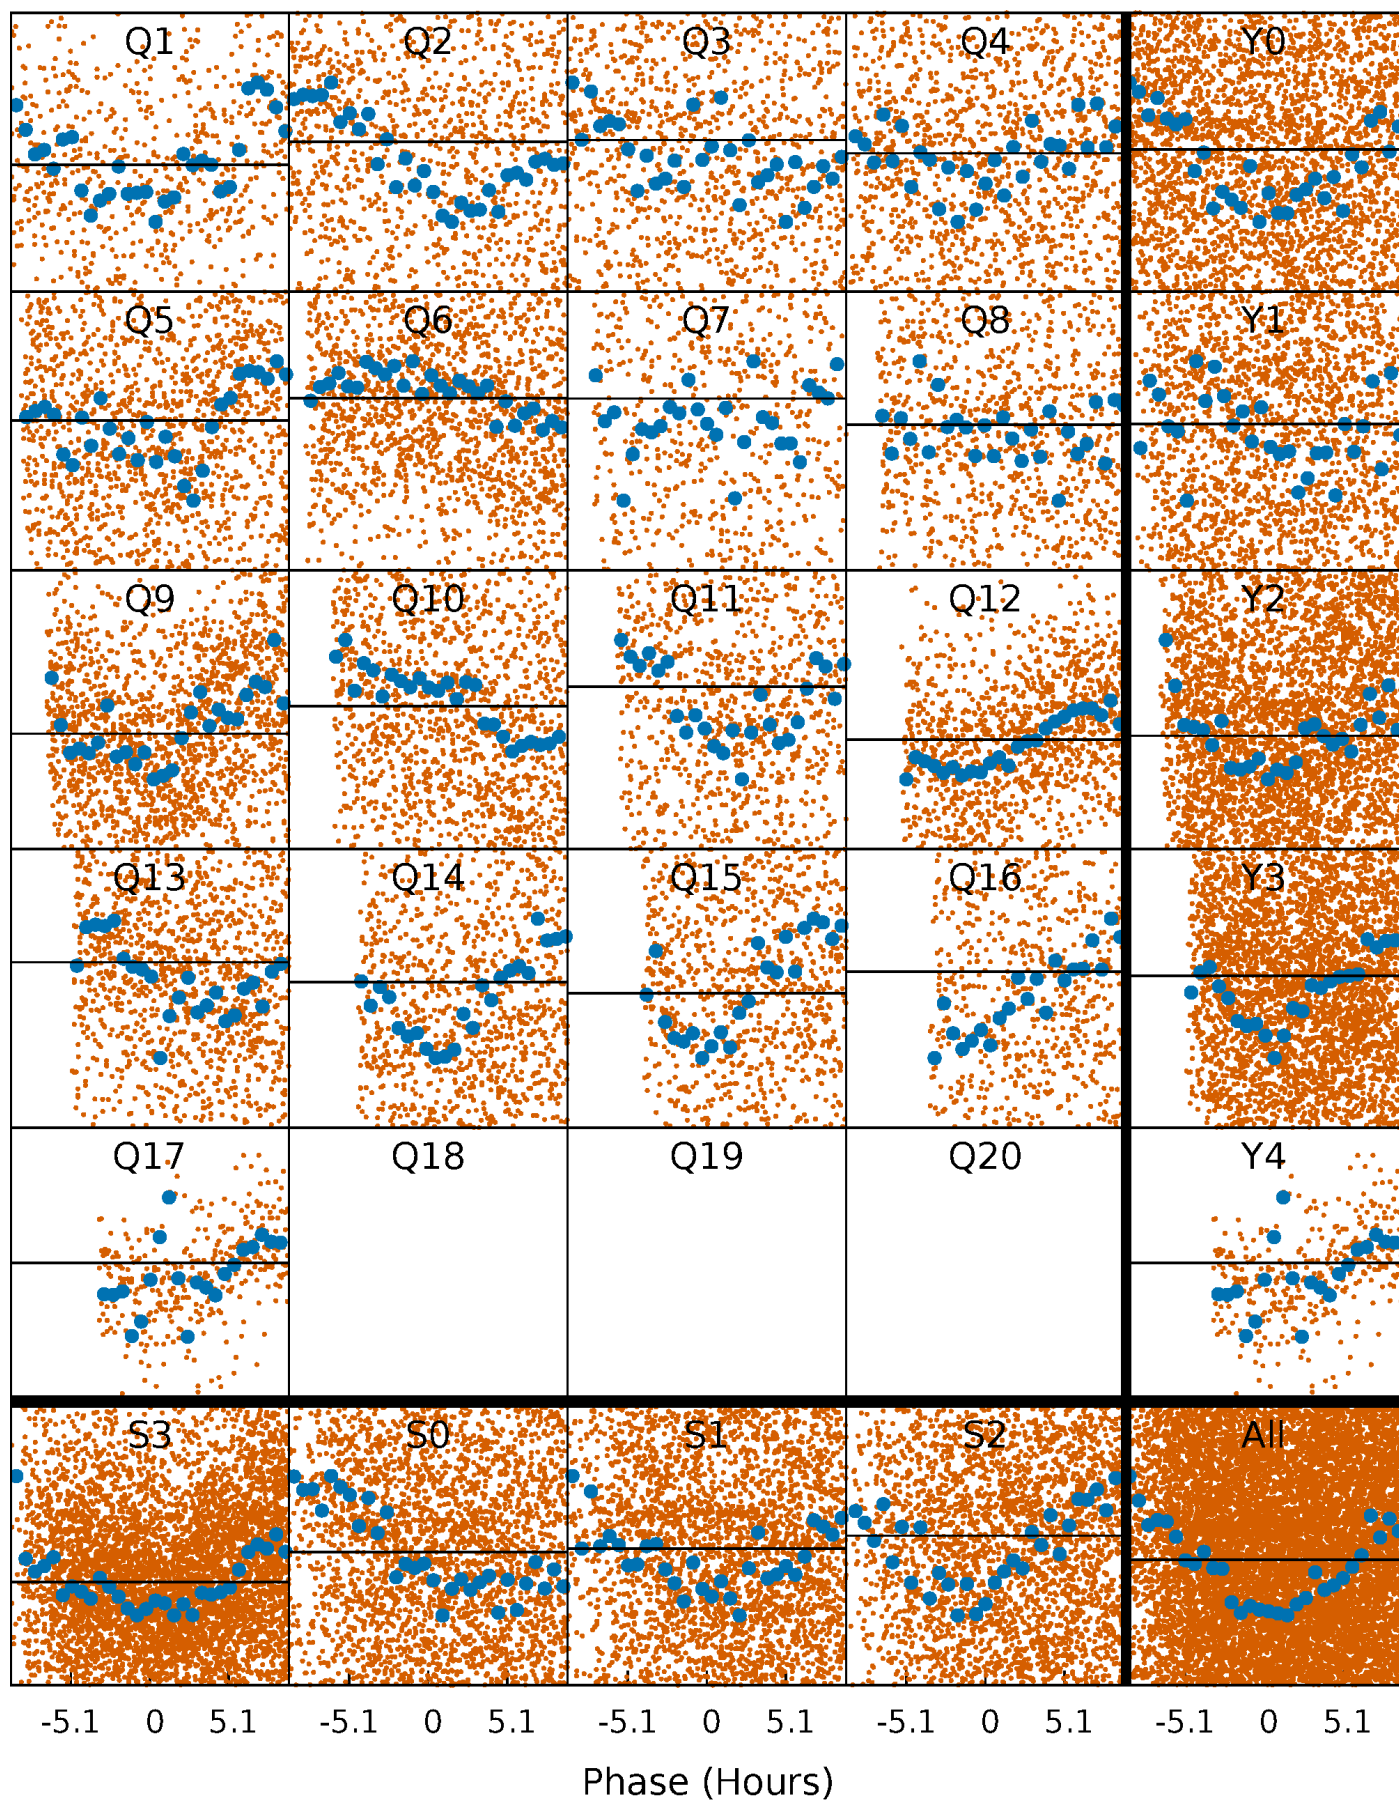 Q1 Q2 Q3 Q4 Y0
Q5 Q6 Q7 Q8 Y1
Q9 Q10 Q11 Q12 Y2
Q13 Q14 Q15 Q16 Y3
Q17 Q18 Q19 Q20 Y4
S3 S0 S1 S2 All
-5.1 0 5.1 -5.1 0 5.1 -5.1 0 5.1 -5.1 0 5.1 -5.1 0 5.1
Phase (Hours)